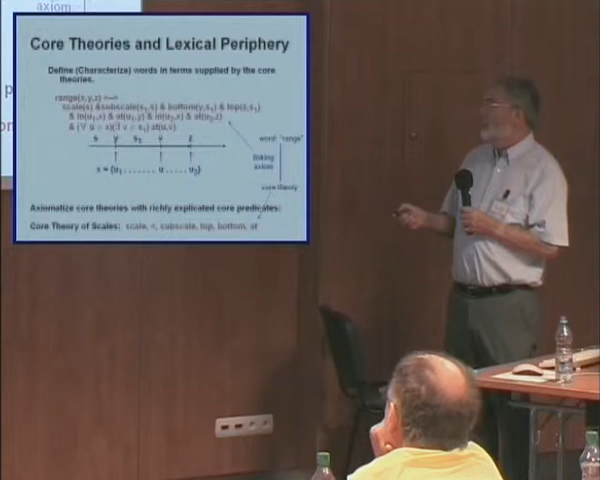 axiom
Core Theories and Lexical Periphery
Define (Characterize) words in terms supplied by the core
theories.
range(x,y,z) <-->
scale(s) & subscale(s₁,s) & bottom(y,s₁) & top(z,s₁)
& in(u₁,x) & at(u₁,y) & in(u₂,x) & at(u₂,z)
& (∀ u ∈ x)(∃ v ∈ s₁) at(u,v)
word: "range"
s y s₁ v z
linking
axiom
x = {u₁ ....... u ..... u₂}
core theory
Axiomatize core theories with richly explicated core predicates:
Core Theory of Scales: scale, <, subscale, top, bottom, at